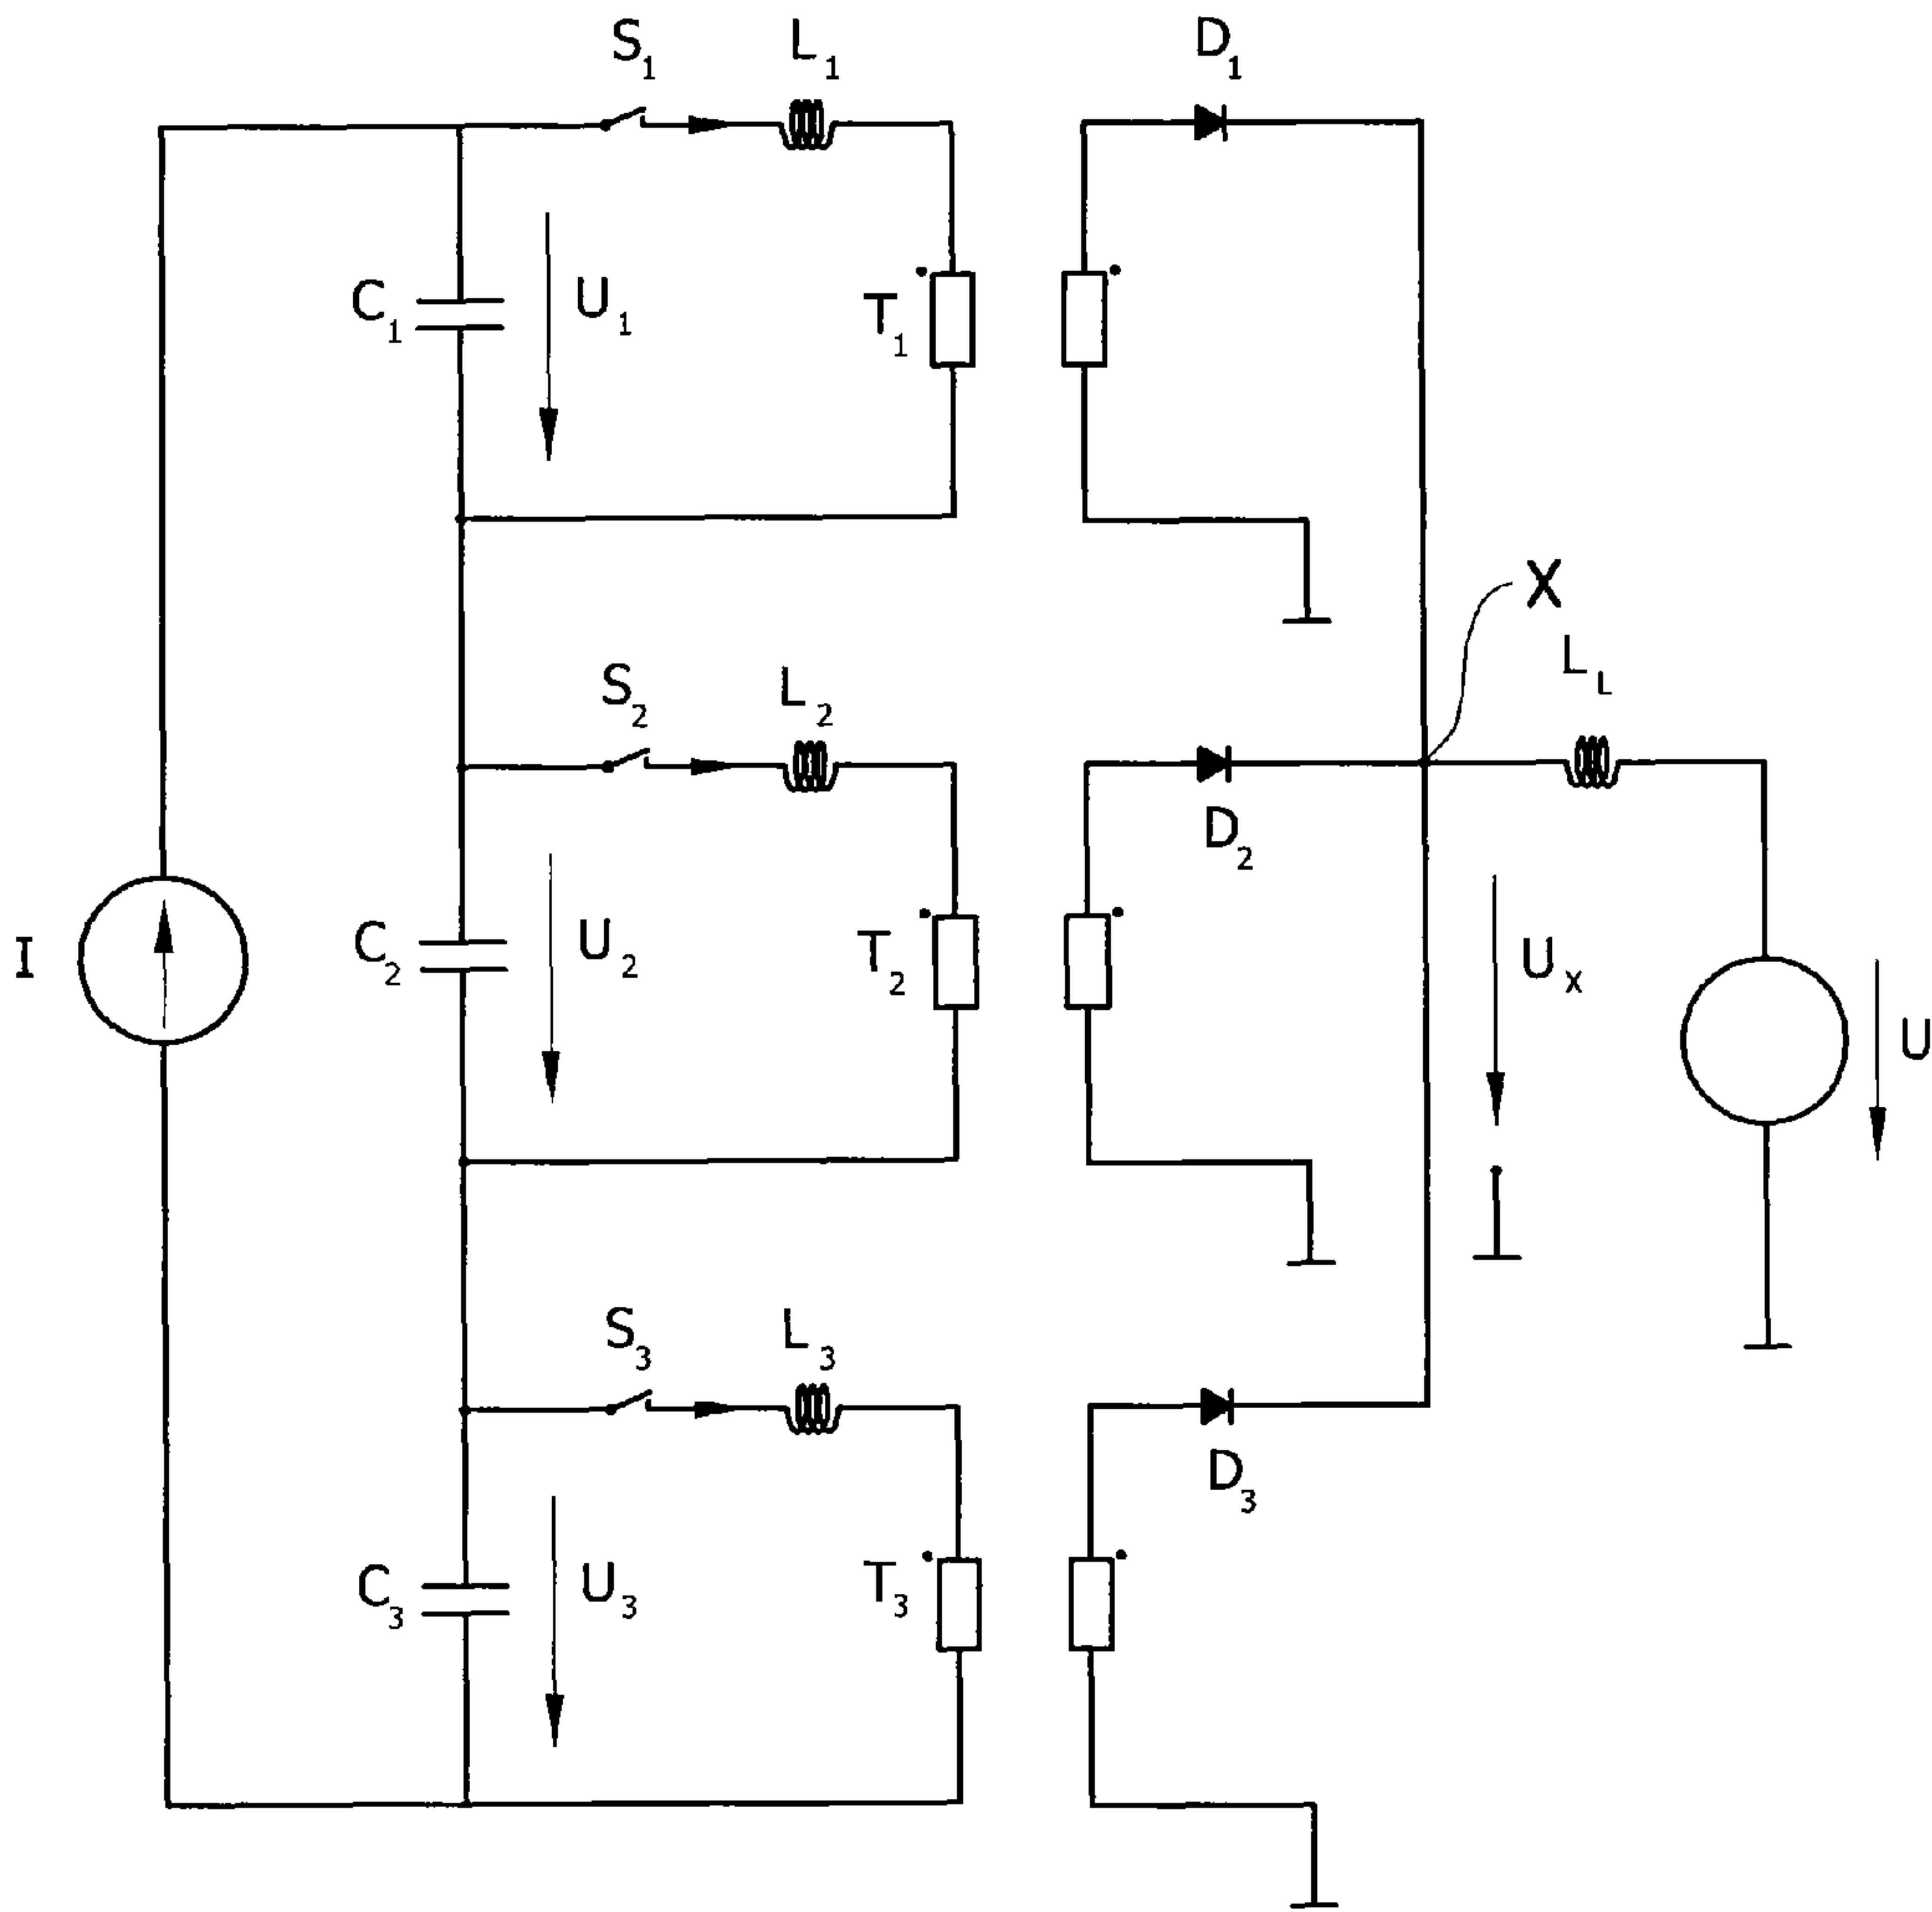 S1 L1 D1
C1 U1 T1
X
LL
S2 L2
D2
C2 U2 T2 UX
I U
S3 L3
D3
C3 U3 T3